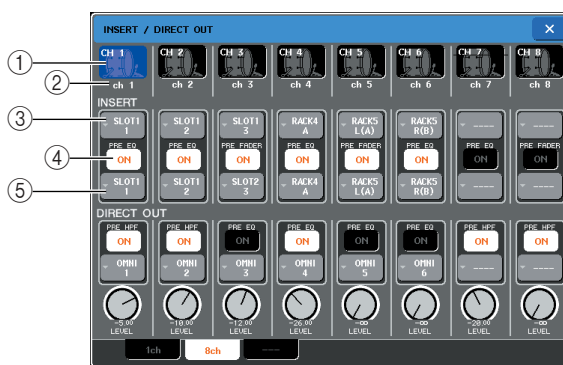 INSERT / DIRECT OUT ×
① CH 1 CH 2 CH 3 CH 4 CH 5 CH 6 CH 7 CH 8
② ch 1 ch 2 ch 3 ch 4 ch 5 ch 6 ch 7 ch 8
INSERT
③ SLOT1 1 SLOT1 2 SLOT1 3 RACK4 A RACK5 L(A) RACK5 R(B) ---- ----
PRE EQ PRE EQ PRE FADER PRE EQ PRE FADER PRE EQ PRE EQ PRE FADER
④ ON ON ON ON ON ON ON ON
⑤ SLOT1 1 SLOT1 2 SLOT2 3 RACK4 A RACK5 L(A) RACK5 R(B) ---- ----
DIRECT OUT
PRE HPF PRE HPF PRE EQ PRE EQ PRE EQ PRE EQ PRE HPF PRE HPF
ON ON ON ON ON ON ON ON
OMNI 1 OMNI 2 OMNI 3 OMNI 4 OMNI 5 OMNI 6 ---- ----
-5.00 -10.00 -12.00 -26.00 -∞ -∞ -20.00 -∞
LEVEL LEVEL LEVEL LEVEL LEVEL LEVEL LEVEL LEVEL
1ch 8ch ---